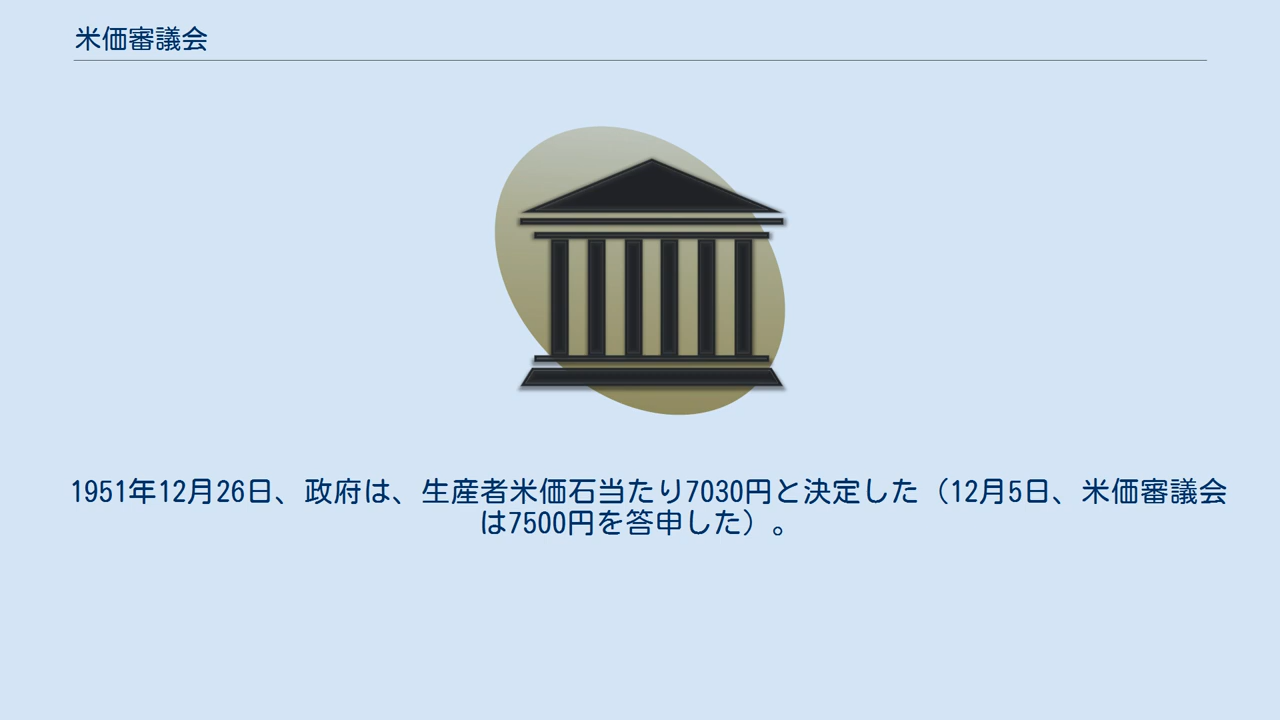 米価審議会
1951年12月26日、政府は、生産者米価石当たり7030円と決定した（12月5日、米価審議会
は7500円を答申した）。